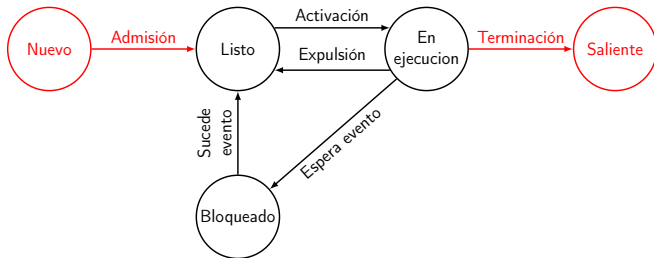 Nuevo
Admisión
Listo
Activación
Expulsión
En
ejecucion
Terminación
Saliente
Sucede
evento
Espera evento
Bloqueado